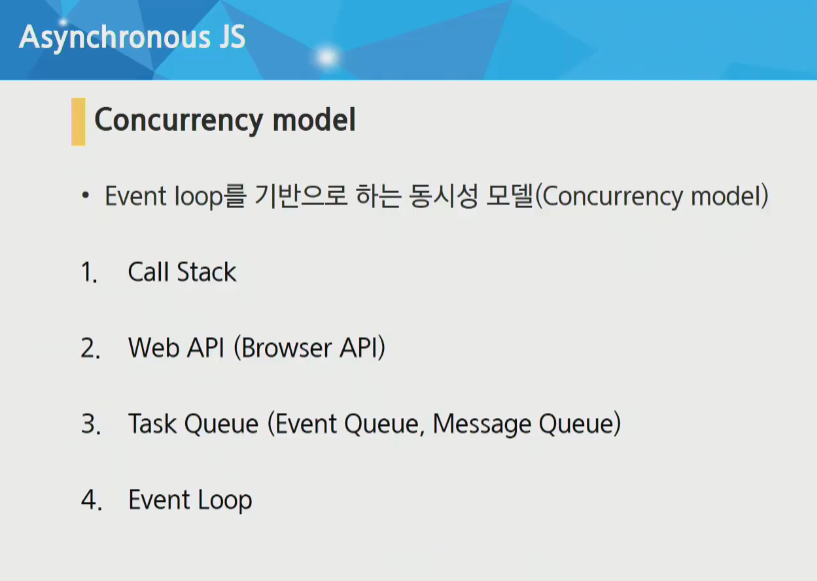 Asynchronous JS
Concurrency model
• Event loop를 기반으로 하는 동시성 모델(Concurrency model)
1. Call Stack
2. Web API (Browser API)
3. Task Queue (Event Queue, Message Queue)
4. Event Loop